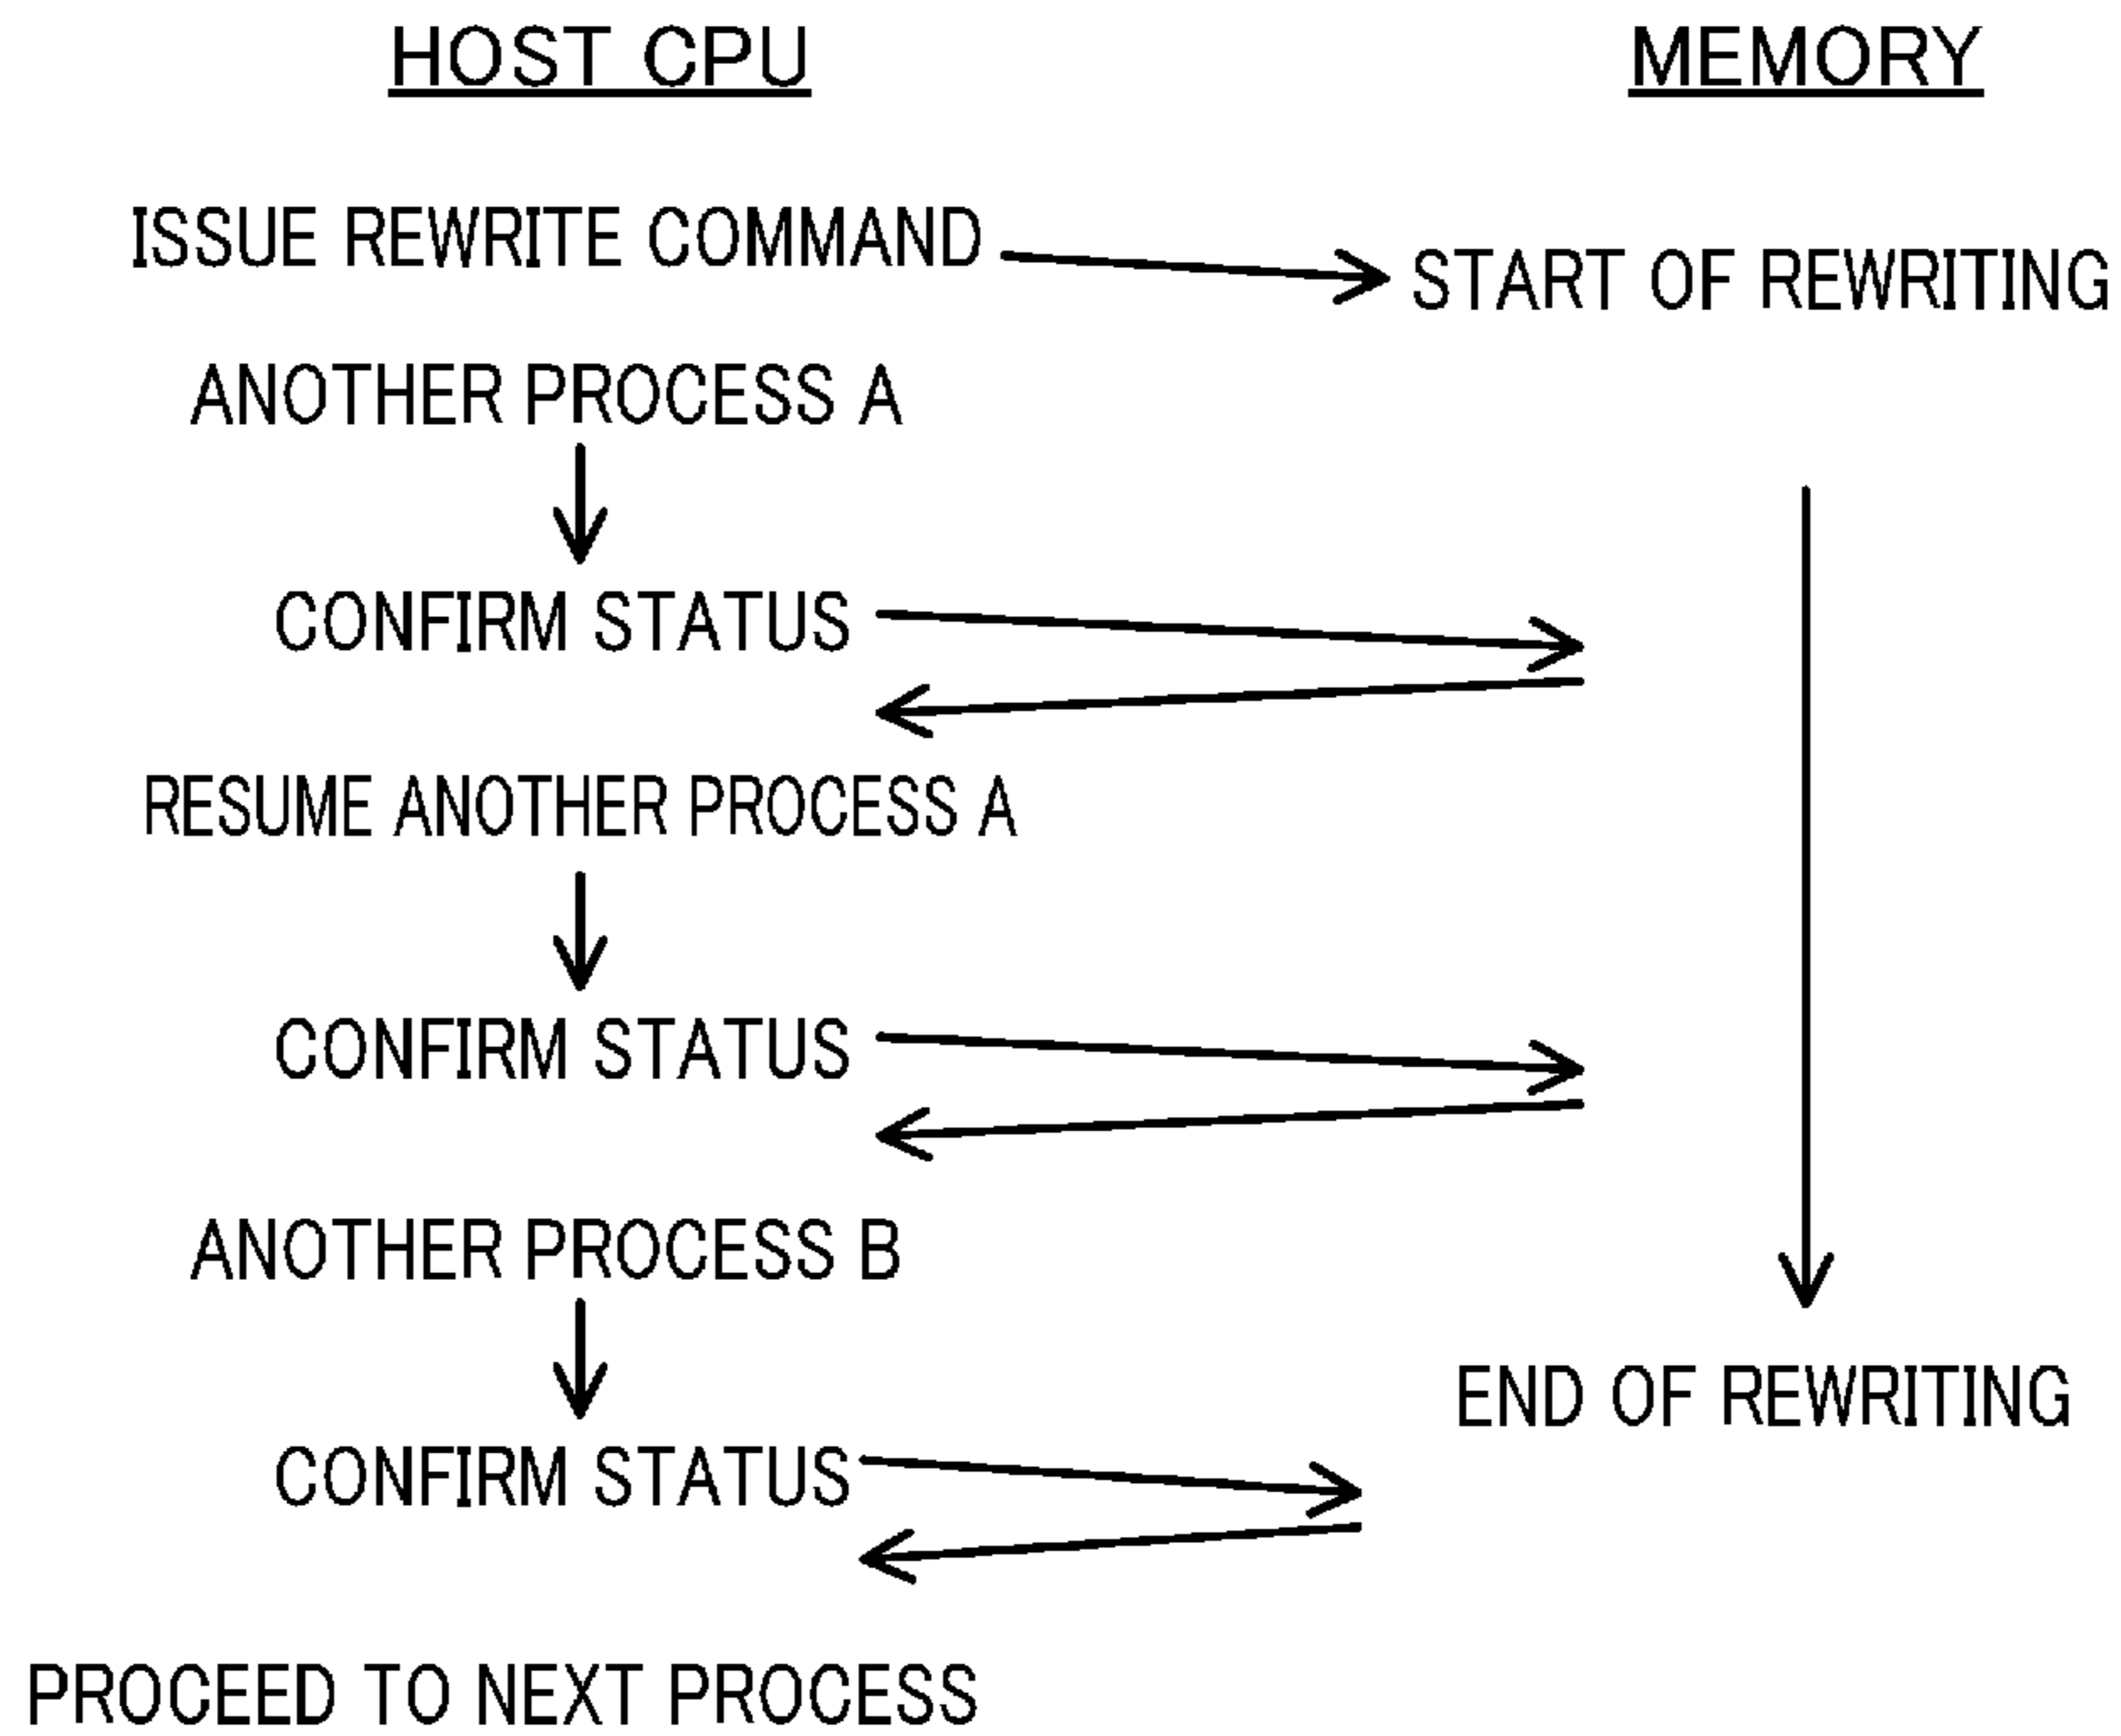 HOST CPU
MEMORY
ISSUE REWRITE COMMAND
START OF REWRITING
ANOTHER PROCESS A
CONFIRM STATUS
RESUME ANOTHER PROCESS A
CONFIRM STATUS
ANOTHER PROCESS B
END OF REWRITING
CONFIRM STATUS
PROCEED TO NEXT PROCESS